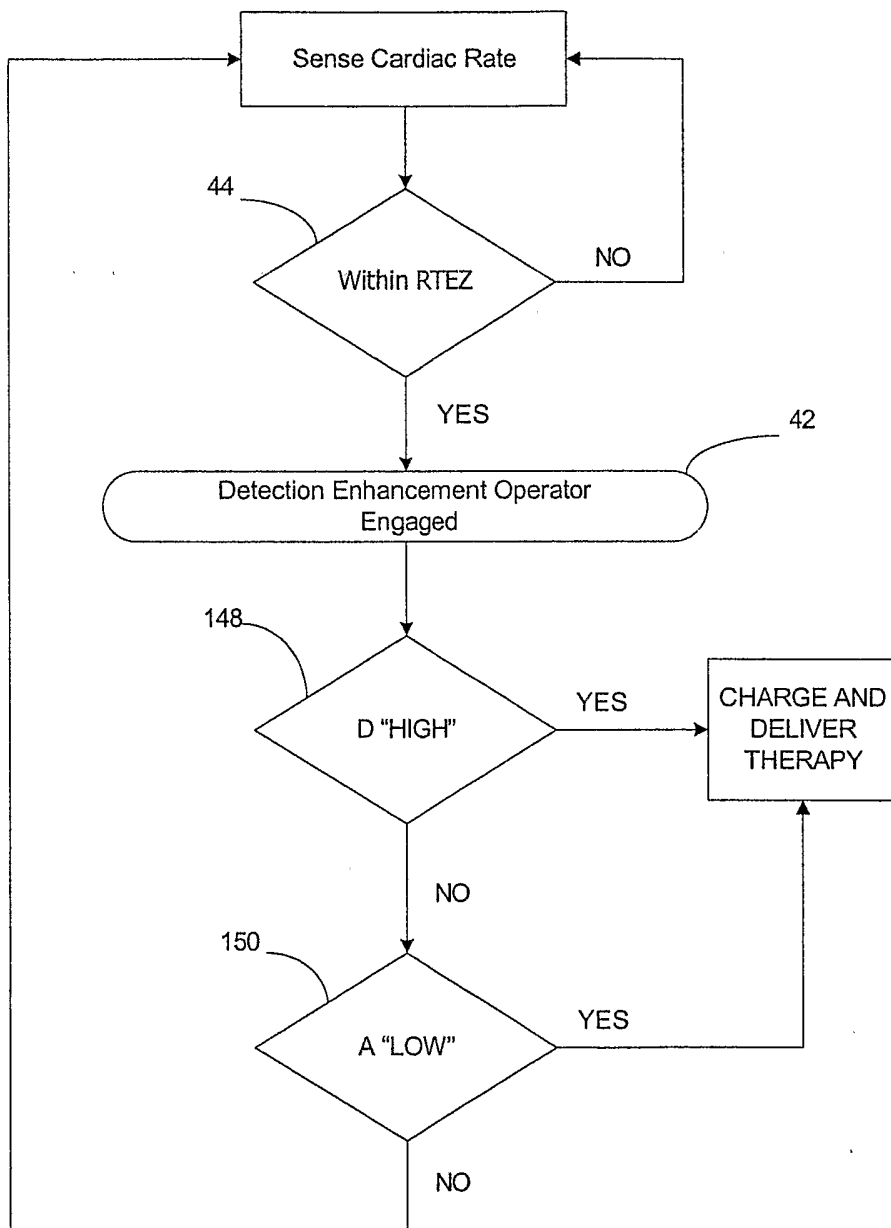 Sense Cardiac Rate
44
Within RTEZ
NO
YES
42
Detection Enhancement Operator
Engaged
148
D “HIGH”
YES
CHARGE AND
DELIVER
THERAPY
NO
150
A “LOW”
YES
NO